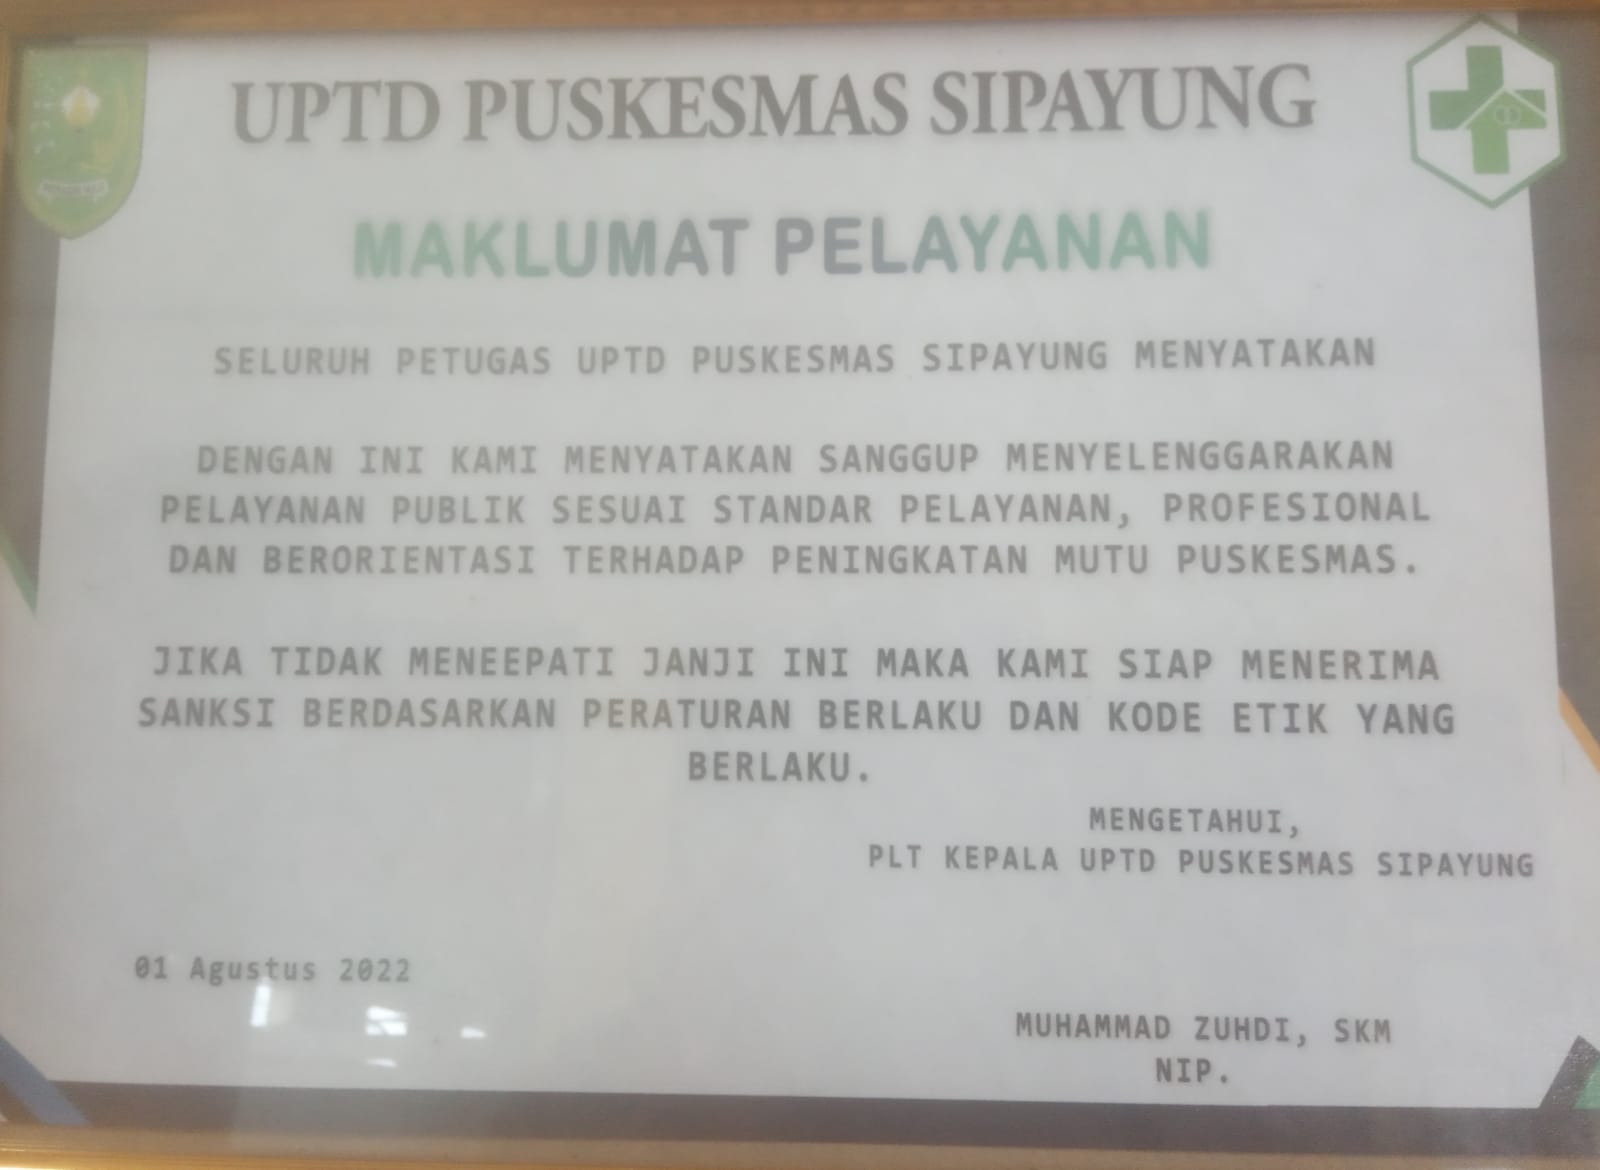 UPTD PUSKESMAS SIPAYUNG
MAKLUMAT PELAYANAN
SELURUH PETUGAS UPTD PUSKESMAS SIPAYUNG MENYATAKAN
DENGAN INI KAMI MENYATAKAN SANGGUP MENYELENGGARAKAN
PELAYANAN PUBLIK SESUAI STANDAR PELAYANAN, PROFESIONAL
DAN BERORIENTASI TERHADAP PENINGKATAN MUTU PUSKESMAS.
JIKA TIDAK MENEEPATI JANJI INI MAKA KAMI SIAP MENERIMA
SANKSI BERDASARKAN PERATURAN BERLAKU DAN KODE ETIK YANG
BERLAKU.
MENGETAHUI,
PLT KEPALA UPTD PUSKESMAS SIPAYUNG
01 Agustus 2022
MUHAMMAD ZUHDI, SKM
NIP.